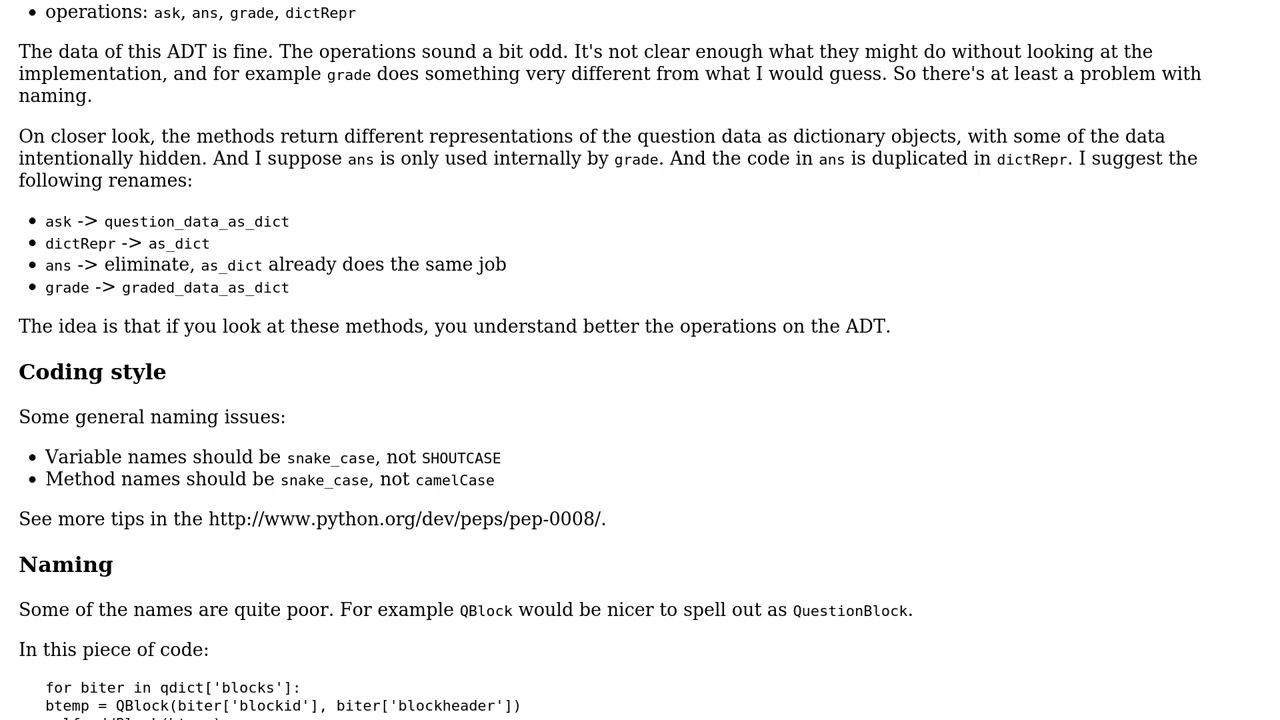 operations: ask, ans, grade, dictRepr
The data of this ADT is fine. The operations sound a bit odd. It's not clear enough what they might do without looking at the
implementation, and for example grade does something very different from what I would guess. So there's at least a problem with
naming.
On closer look, the methods return different representations of the question data as dictionary objects, with some of the data
intentionally hidden. And I suppose ans is only used internally by grade. And the code in ans is duplicated in dictRepr. I suggest the
following renames:
ask -> question_data_as_dict
dictRepr -> as_dict
ans -> eliminate, as_dict already does the same job
grade -> graded_data_as_dict
The idea is that if you look at these methods, you understand better the operations on the ADT.
Coding style
Some general naming issues:
Variable names should be snake_case, not SHOUTCASE
Method names should be snake_case, not camelCase
See more tips in the http://www.python.org/dev/peps/pep-0008/.
Naming
Some of the names are quite poor. For example QBlock would be nicer to spell out as QuestionBlock.
In this piece of code:
for biter in qdict['blocks']:
btemp = QBlock(biter['blockid'], biter['blockheader'])